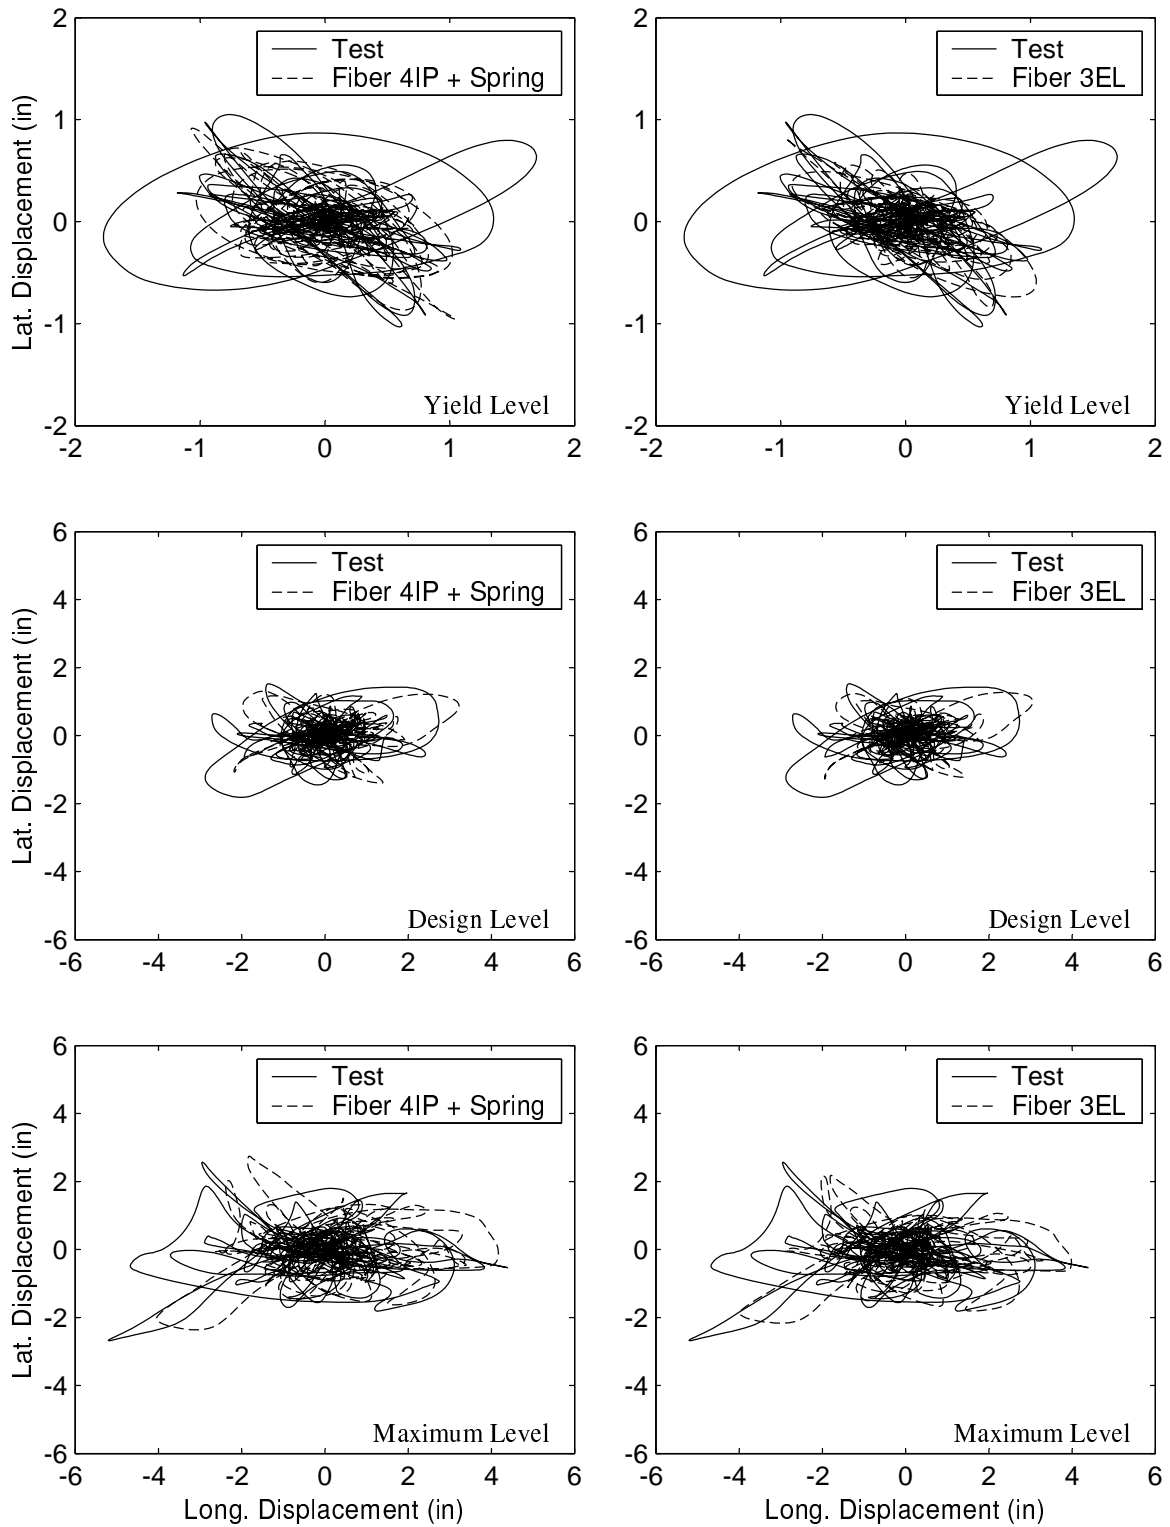 2
1
0
-1
-2
Lat. Displacement (in)
Test
Fiber 4IP + Spring
Yield Level
-2 -1 0 1 2
2
1
0
-1
-2
Test
Fiber 3EL
Yield Level
-2 -1 0 1 2
6
4
2
0
-2
-4
-6
Lat. Displacement (in)
Test
Fiber 4IP + Spring
Design Level
-6 -4 -2 0 2 4 6
6
4
2
0
-2
-4
-6
Test
Fiber 3EL
Design Level
-6 -4 -2 0 2 4 6
6
4
2
0
-2
-4
-6
Lat. Displacement (in)
Test
Fiber 4IP + Spring
Maximum Level
-6 -4 -2 0 2 4 6
Long. Displacement (in)
6
4
2
0
-2
-4
-6
Test
Fiber 3EL
Maximum Level
-6 -4 -2 0 2 4 6
Long. Displacement (in)